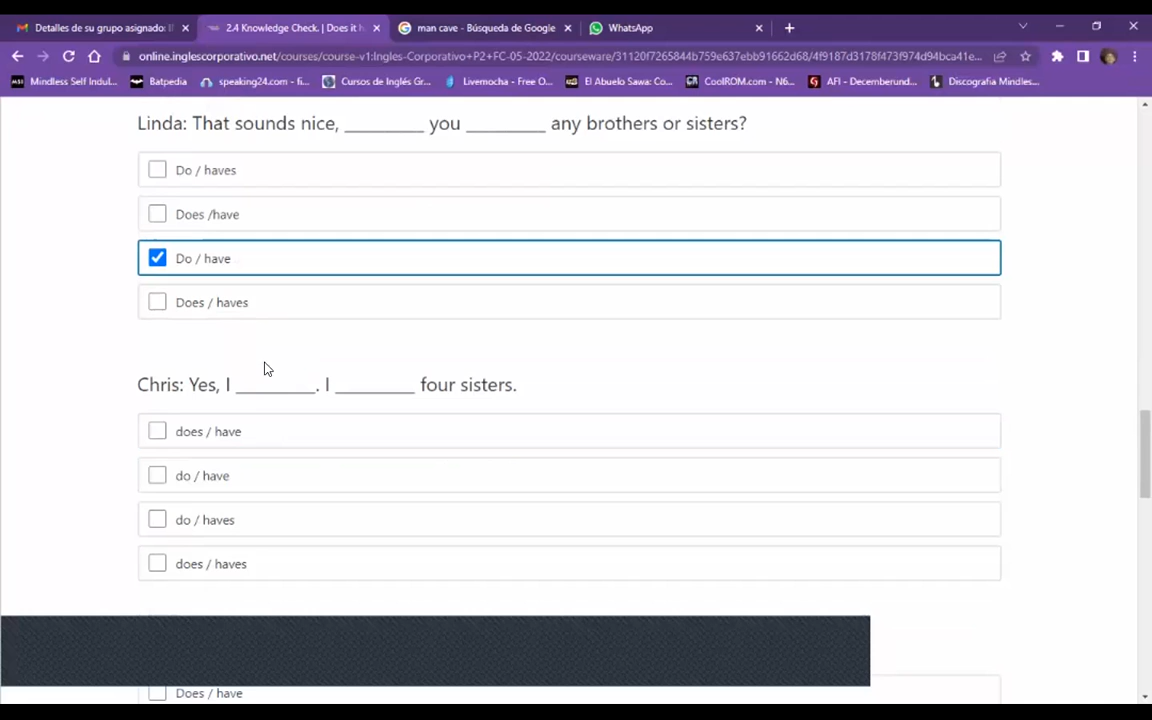 Detalles de su grupo asignado: I
2.4 Knowledge Check. | Does it h
man cave - Búsqueda de Google
WhatsApp
online.inglescorporativo.net/courses/course-v1:Ingles-Corporativo+P2+FC-05-2022/courseware/31120f7265844b759e637ebb91662d68/4f9187d3178f473f974d94bca41e...
Mindless Self Indul...
Batpedia
speaking24.com - fi...
Cursos de Inglés Gr...
Livemocha - Free O...
El Abuelo Sawa: Co...
CoolROM.com - N6...
AFI - Decemberund...
Discografia Mindles...
Linda: That sounds nice, ________ you ________ any brothers or sisters?
Do / haves
Does /have
Do / have
Does / haves
Chris: Yes, I ________. I ________ four sisters.
does / have
do / have
do / haves
does / haves
Does / have